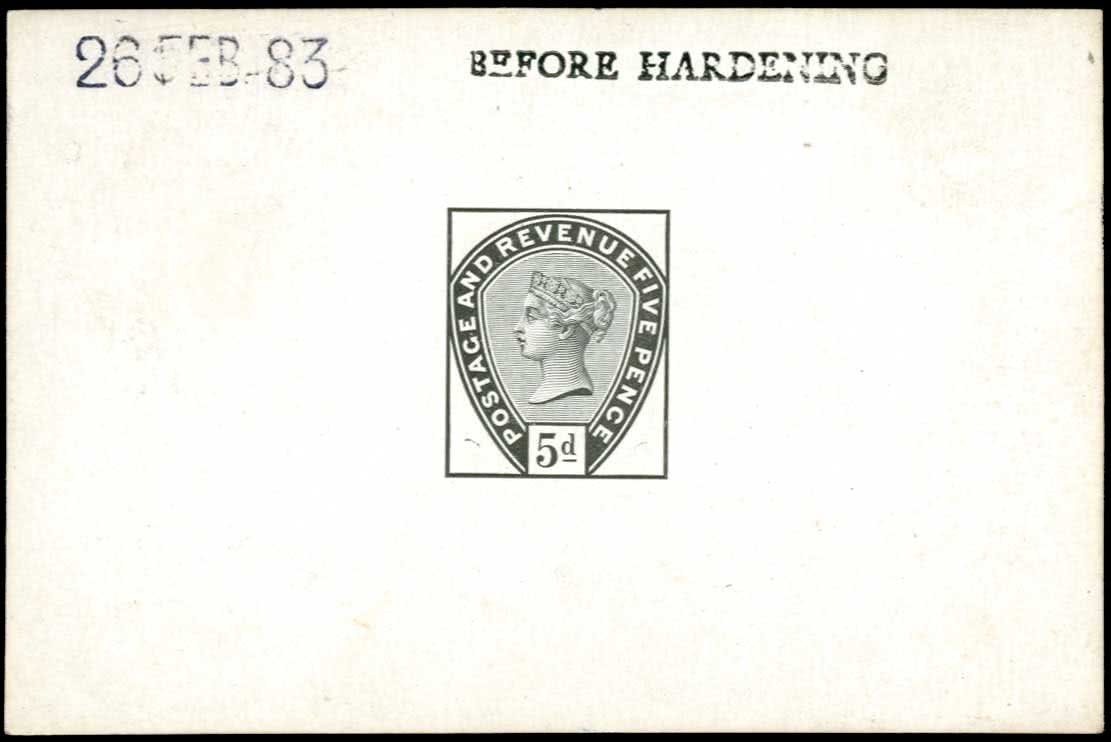 26 FEB 83
BEFORE HARDENING
POSTAGE AND REVENUE FIVE PENCE
5d